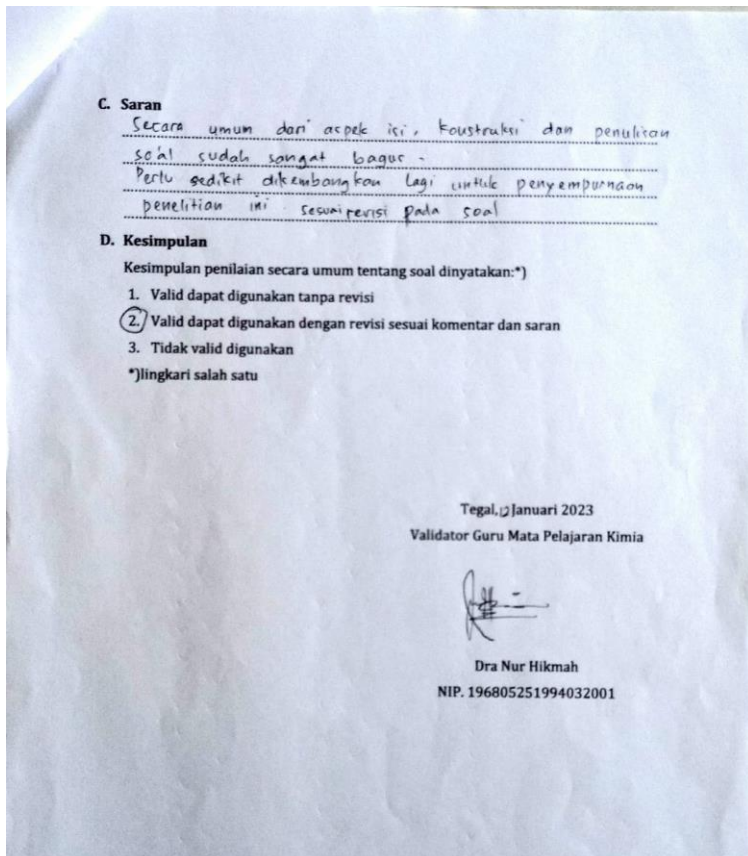 C. Saran
Secara umum dari aspek isi, konstruksi dan penulisan
soal sudah sangat bagus.
Perlu sedikit dikembangkan lagi untuk penyempurnaan
penelitian ini. sesuai revisi pada soal
D. Kesimpulan
Kesimpulan penilaian secara umum tentang soal dinyatakan:*)
1. Valid dapat digunakan tanpa revisi
2. Valid dapat digunakan dengan revisi sesuai komentar dan saran
3. Tidak valid digunakan
*)lingkari salah satu
Tegal, Januari 2023
Validator Guru Mata Pelajaran Kimia
Dra Nur Hikmah
NIP. 196805251994032001